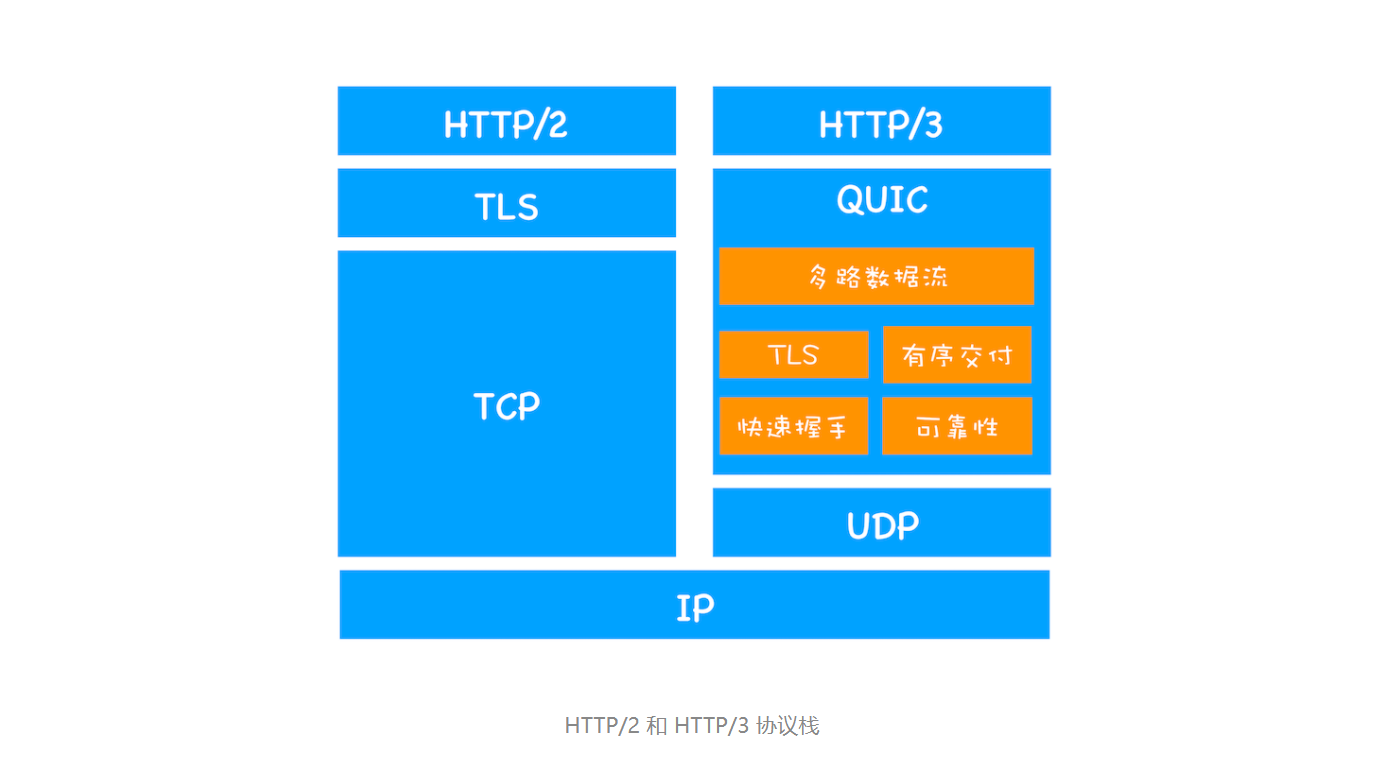 HTTP/2
HTTP/3
TLS
QUIC
多路数据流
TLS
有序交付
TCP
快速握手
可靠性
UDP
IP
HTTP/2 和 HTTP/3 协议栈